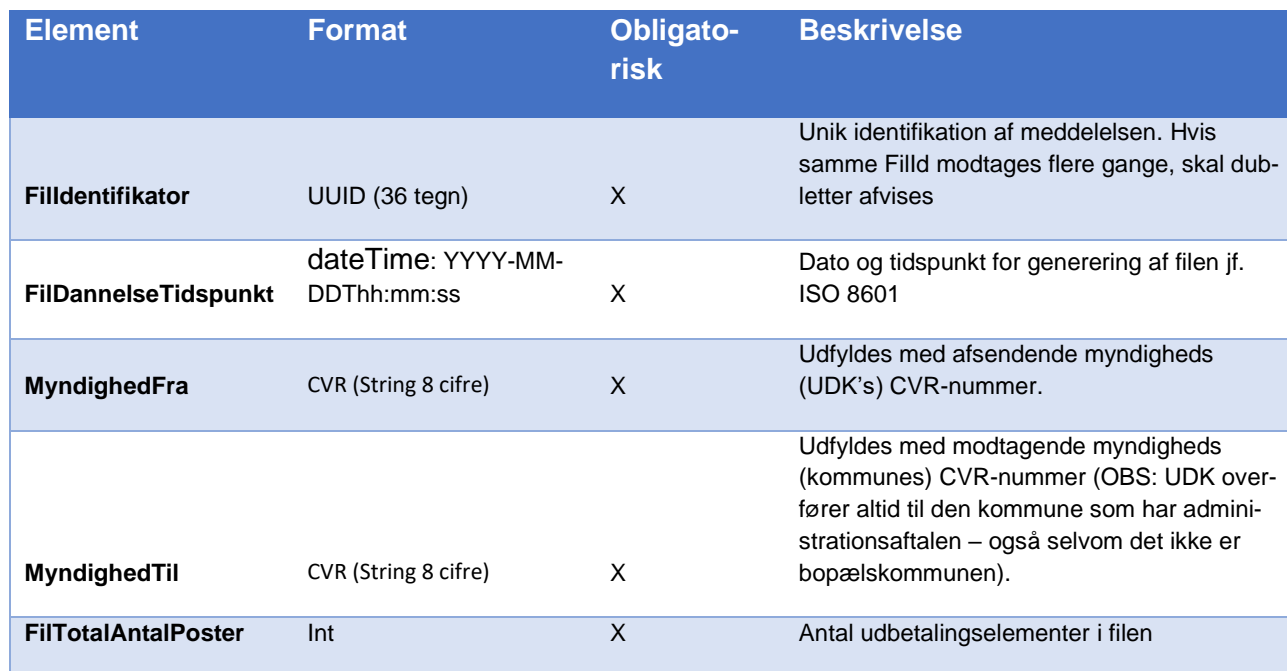 Element Format Obligato-
risk Beskrivelse
Unik identifikation af meddelelsen. Hvis
samme FilId modtages flere gange, skal dub-
FilIdentifikator UUID (36 tegn) X letter afvises
dateTime: YYYY-MM- Dato og tidspunkt for generering af filen jf.
FilDannelseTidspunkt DDThh:mm:ss X ISO 8601
Udfyldes med afsendende myndigheds
MyndighedFra CVR (String 8 cifre) X (UDK’s) CVR-nummer.
Udfyldes med modtagende myndigheds
(kommunes) CVR-nummer (OBS: UDK over-
fører altid til den kommune som har admini-
strationsaftalen – også selvom det ikke er
MyndighedTil CVR (String 8 cifre) X bopælskommunen).
FilTotalAntalPoster Int X Antal udbetalingselementer i filen